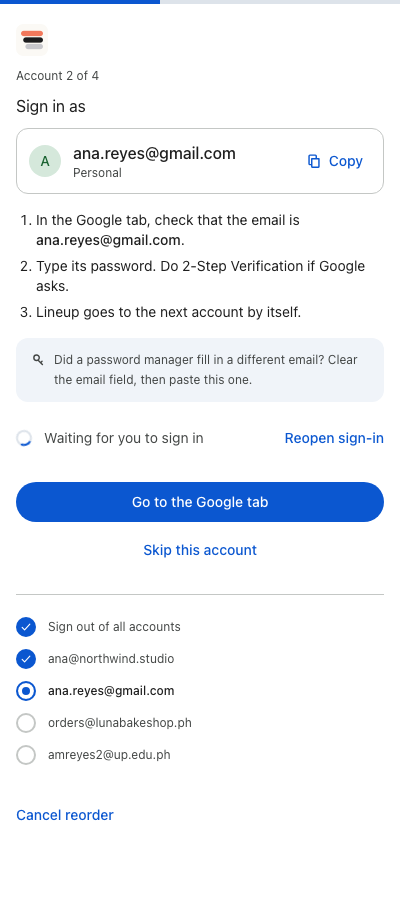 Account 2 of 4
Sign in as
A
ana.reyes@gmail.com
Personal
Copy
1. In the Google tab, check that the email is
ana.reyes@gmail.com.
2. Type its password. Do 2-Step Verification if Google
asks.
3. Lineup goes to the next account by itself.
Did a password manager fill in a different email? Clear
the email field, then paste this one.
Waiting for you to sign in
Reopen sign-in
Go to the Google tab
Skip this account
Sign out of all accounts
ana@northwind.studio
ana.reyes@gmail.com
orders@lunabakeshop.ph
amreyes2@up.edu.ph
Cancel reorder